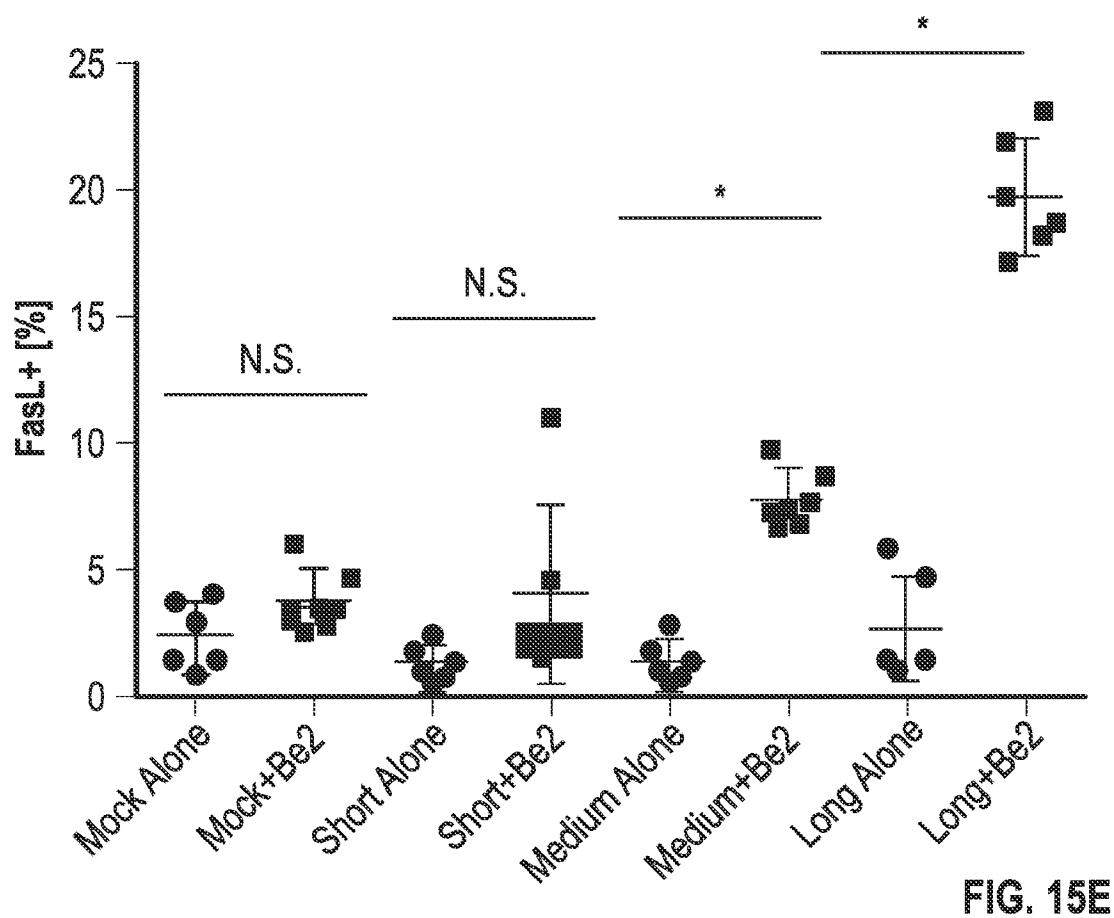 *
25
20
*
15
N.S.
N.S.
10
5
0
FasL+ [%]
Mock Alone
Mock+Be2
Short Alone
Short+Be2
Medium Alone
Medium+Be2
Long Alone
Long+Be2
FIG. 15E